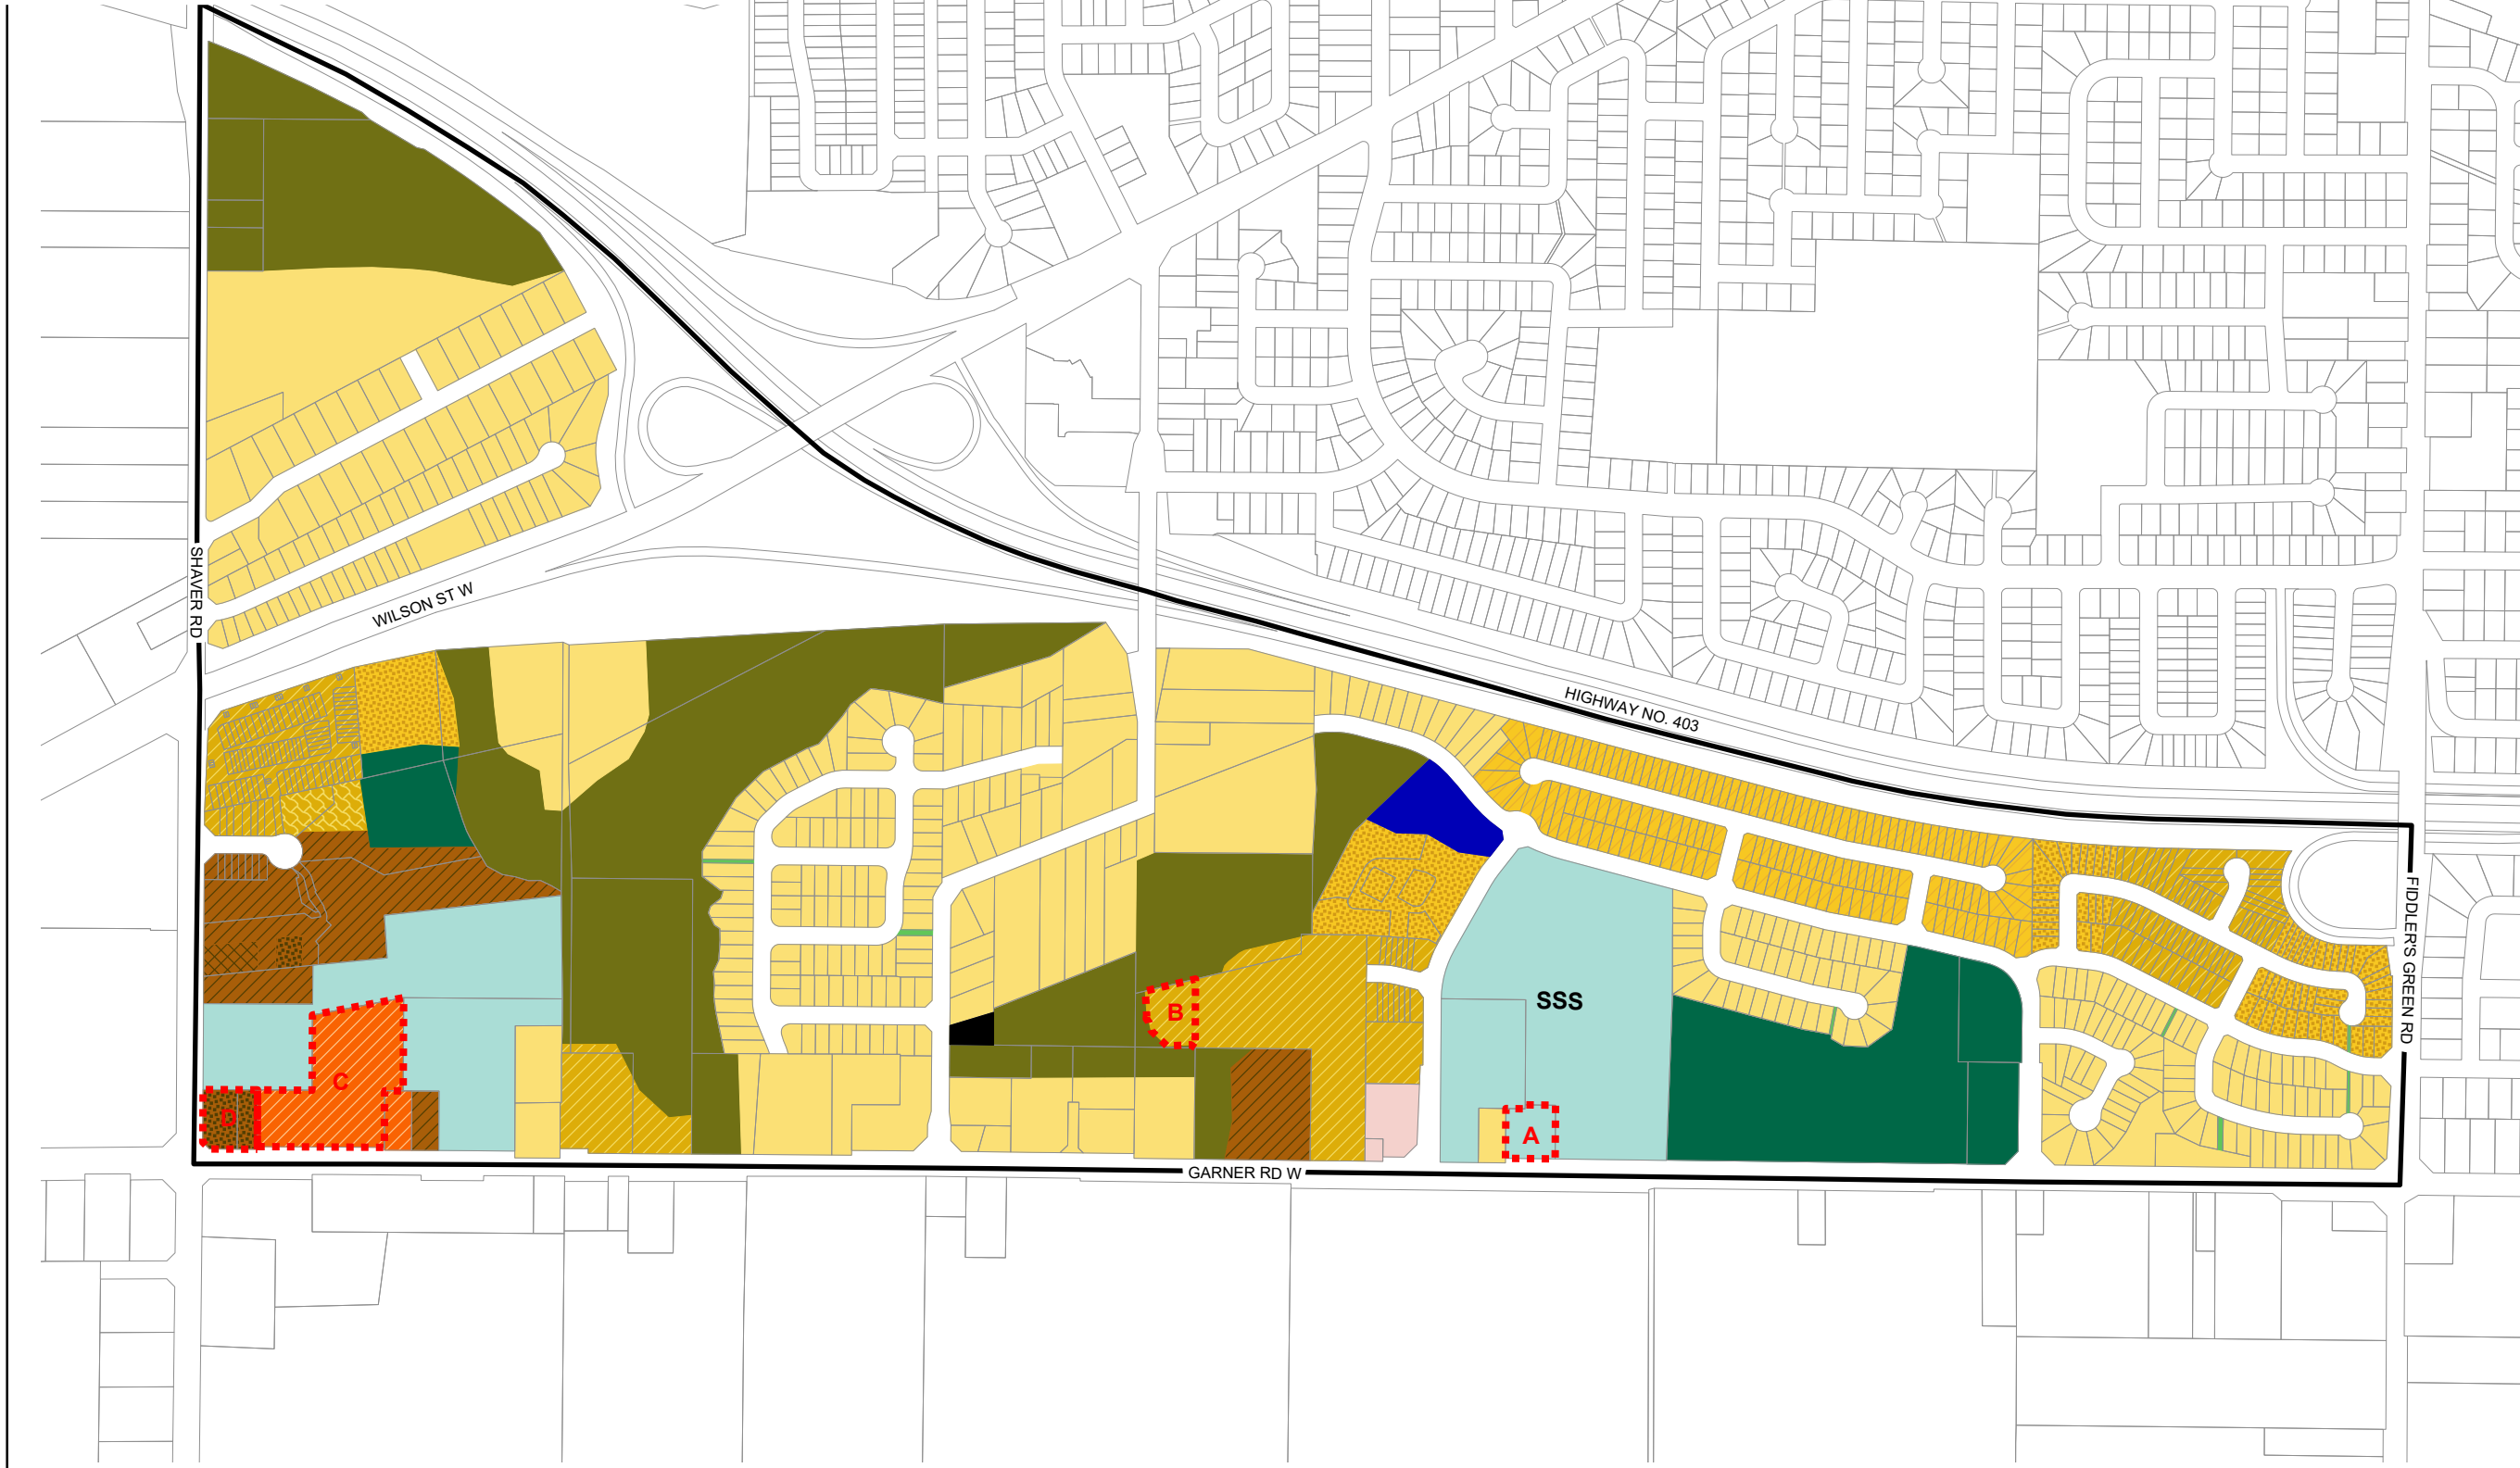 SHAVER RD
WILSON ST W
HIGHWAY NO. 403
FIDDLER'S GREEN RD
SSS
B
C
D
A
GARNER RD W